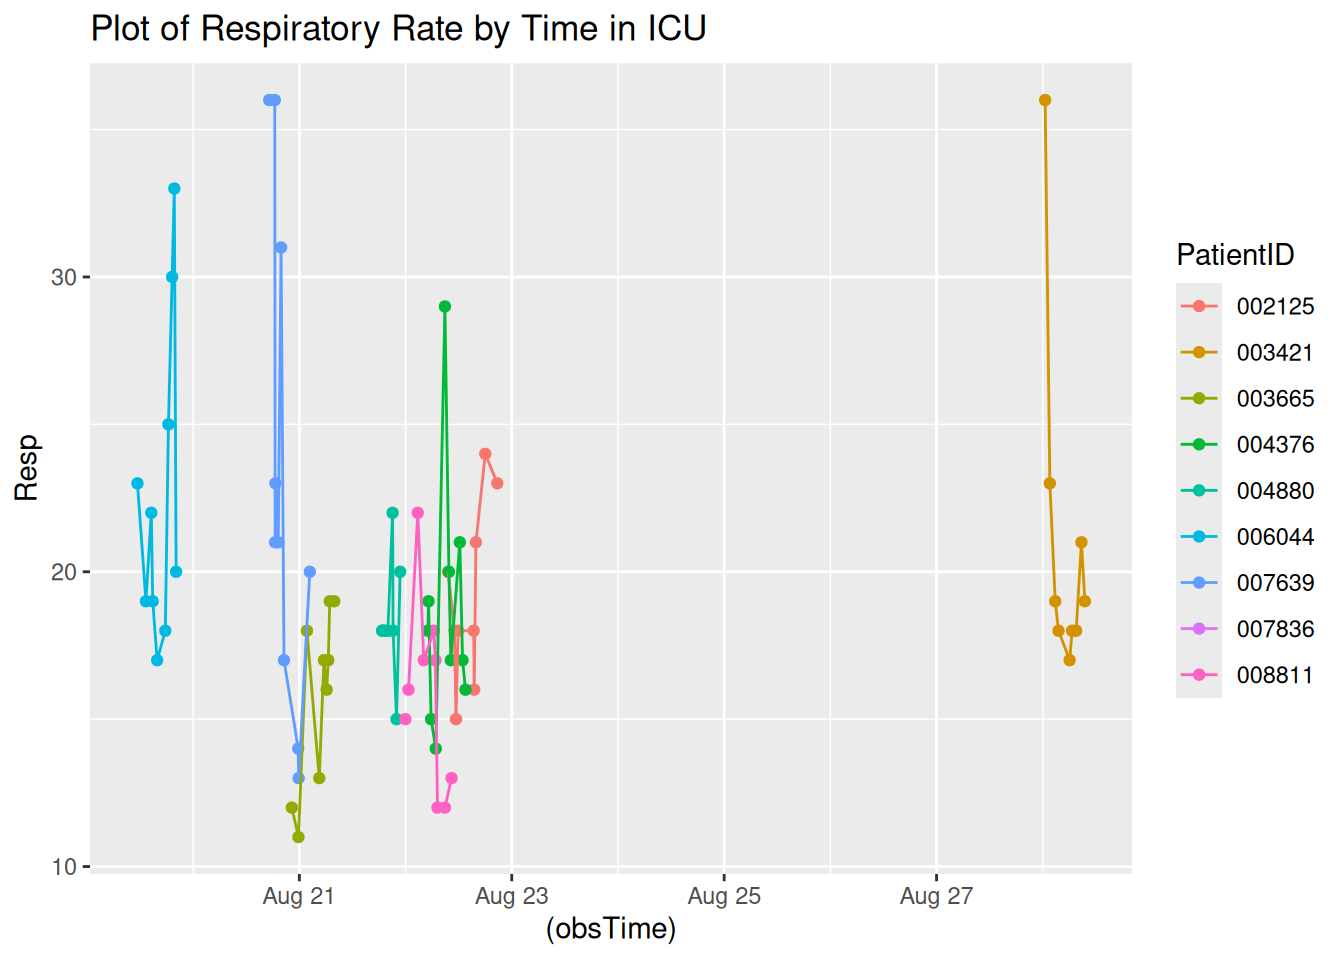 Plot of Respiratory Rate by Time in ICU
Resp
30
20
10
Aug 21
Aug 23
Aug 25
Aug 27
(obsTime)
PatientID
002125
003421
003665
004376
004880
006044
007639
007836
008811